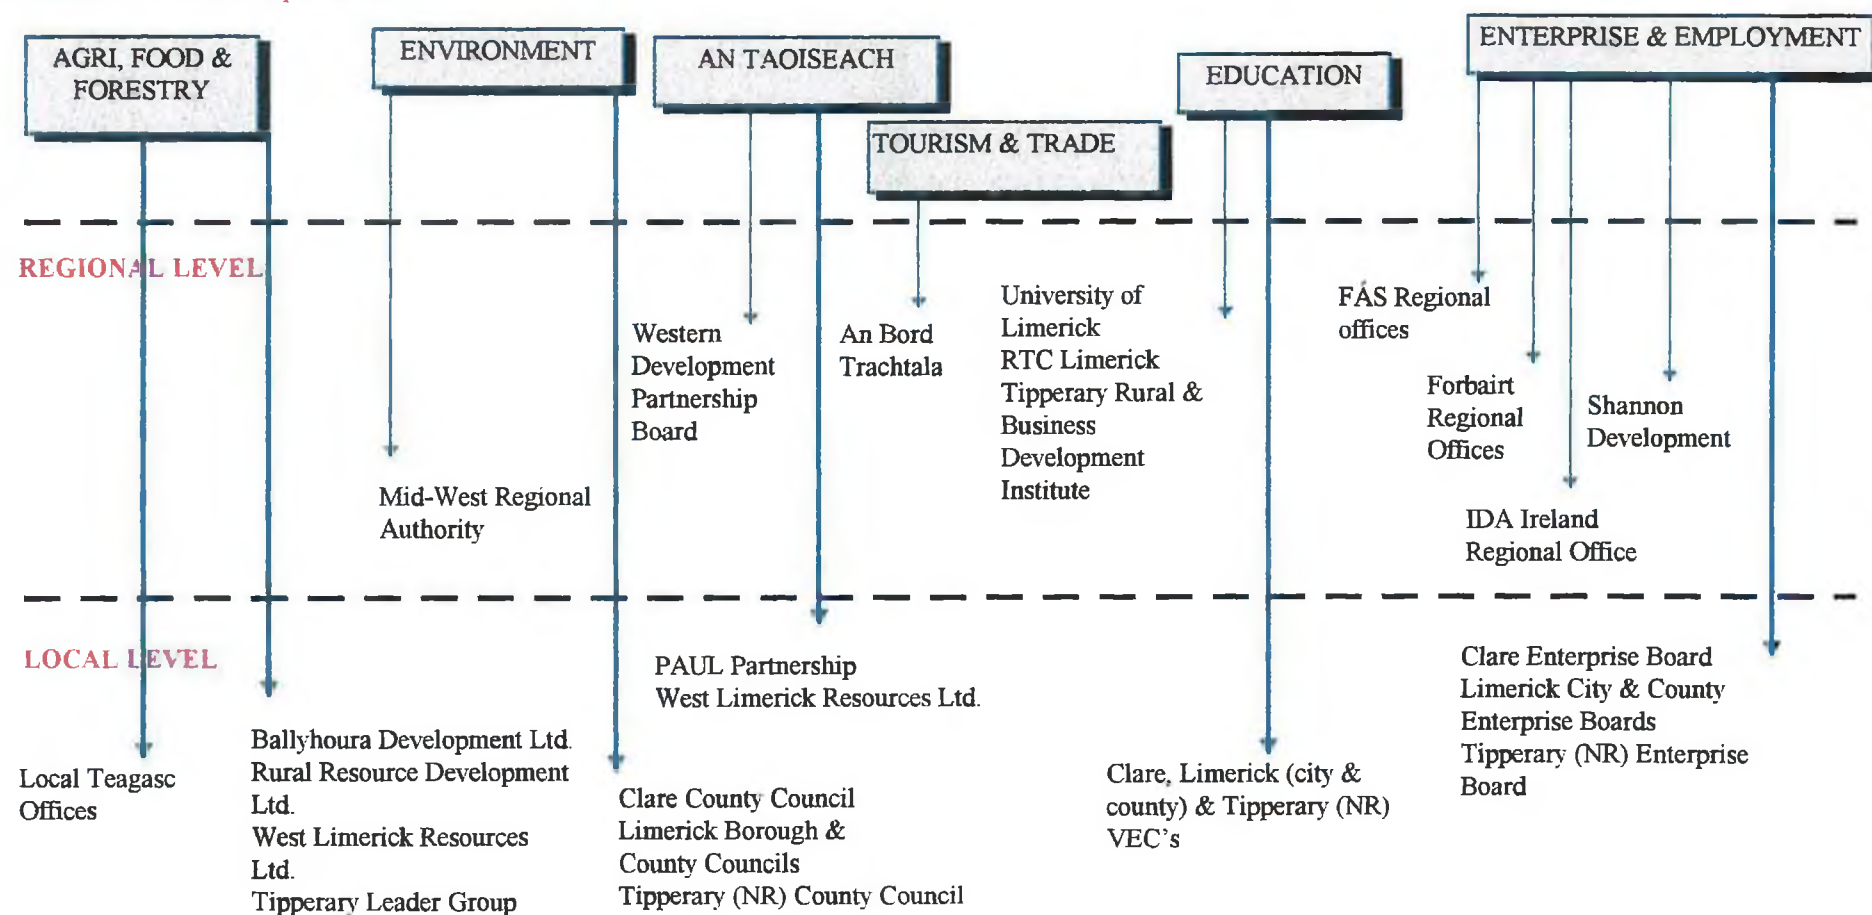 AGRI, FOOD &
FORESTRY
ENVIRONMENT
AN TAOISEACH
TOURISM & TRADE
EDUCATION
ENTERPRISE & EMPLOYMENT
REGIONAL LEVEL
Western
Development
Partnership
Board
An Bord
Trachtala
University of
Limerick
RTC Limerick
Tipperary Rural &
Business
Development
Institute
FÁS Regional
offices
Forbairt
Regional
Offices
Shannon
Development
Mid-West Regional
Authority
IDA Ireland
Regional Office
LOCAL LEVEL
Local Teagasc
Offices
Ballyhoura Development Ltd.
Rural Resource Development
Ltd.
West Limerick Resources
Ltd.
Tipperary Leader Group
Clare County Council
Limerick Borough &
County Councils
Tipperary (NR) County Council
PAUL Partnership
West Limerick Resources Ltd.
Clare, Limerick (city &
county) & Tipperary (NR)
VEC's
Clare Enterprise Board
Limerick City & County
Enterprise Boards
Tipperary (NR) Enterprise
Board